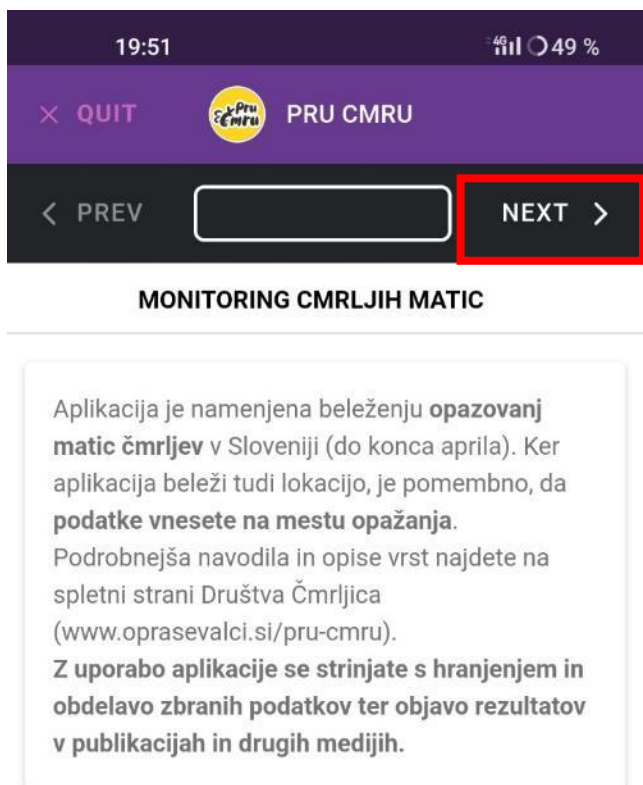 19:51 4G 49 %
× QUIT Pru Čmru PRU CMRU
< PREV NEXT >
MONITORING CMRLJIH MATIC
Aplikacija je namenjena beleženju opazovanj
matic čmrljev v Sloveniji (do konca aprila). Ker
aplikacija beleži tudi lokacijo, je pomembno, da
podatke vnesete na mestu opažanja.
Podrobnejša navodila in opise vrst najdete na
spletni strani Društva Čmrljica
(www.oprasevalci.si/pru-cmru).
Z uporabo aplikacije se strinjate s hranjenjem in
obdelavo zbranih podatkov ter objavo rezultatov
v publikacijah in drugih medijih.